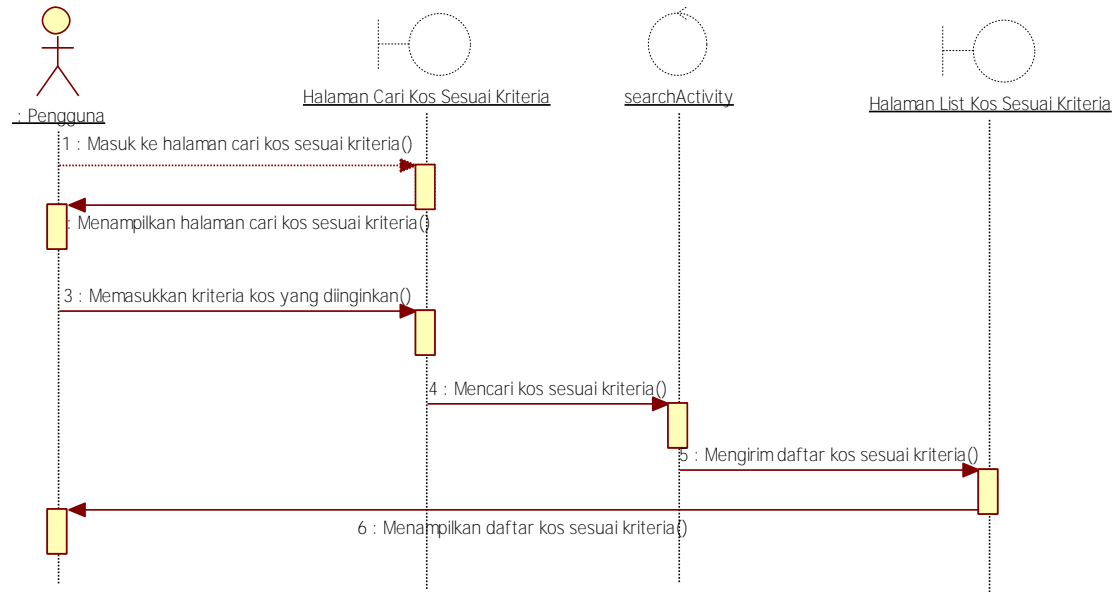 : Pengguna
Halaman Cari Kos Sesuai Kriteria
searchActivity
Halaman List Kos Sesuai Kriteria
1 : Masuk ke halaman cari kos sesuai kriteria()
: Menampilkan halaman cari kos sesuai kriteria()
3 : Memasukkan kriteria kos yang diinginkan()
4 : Mencari kos sesuai kriteria()
5 : Mengirim daftar kos sesuai kriteria()
6 : Menampilkan daftar kos sesuai kriteria()